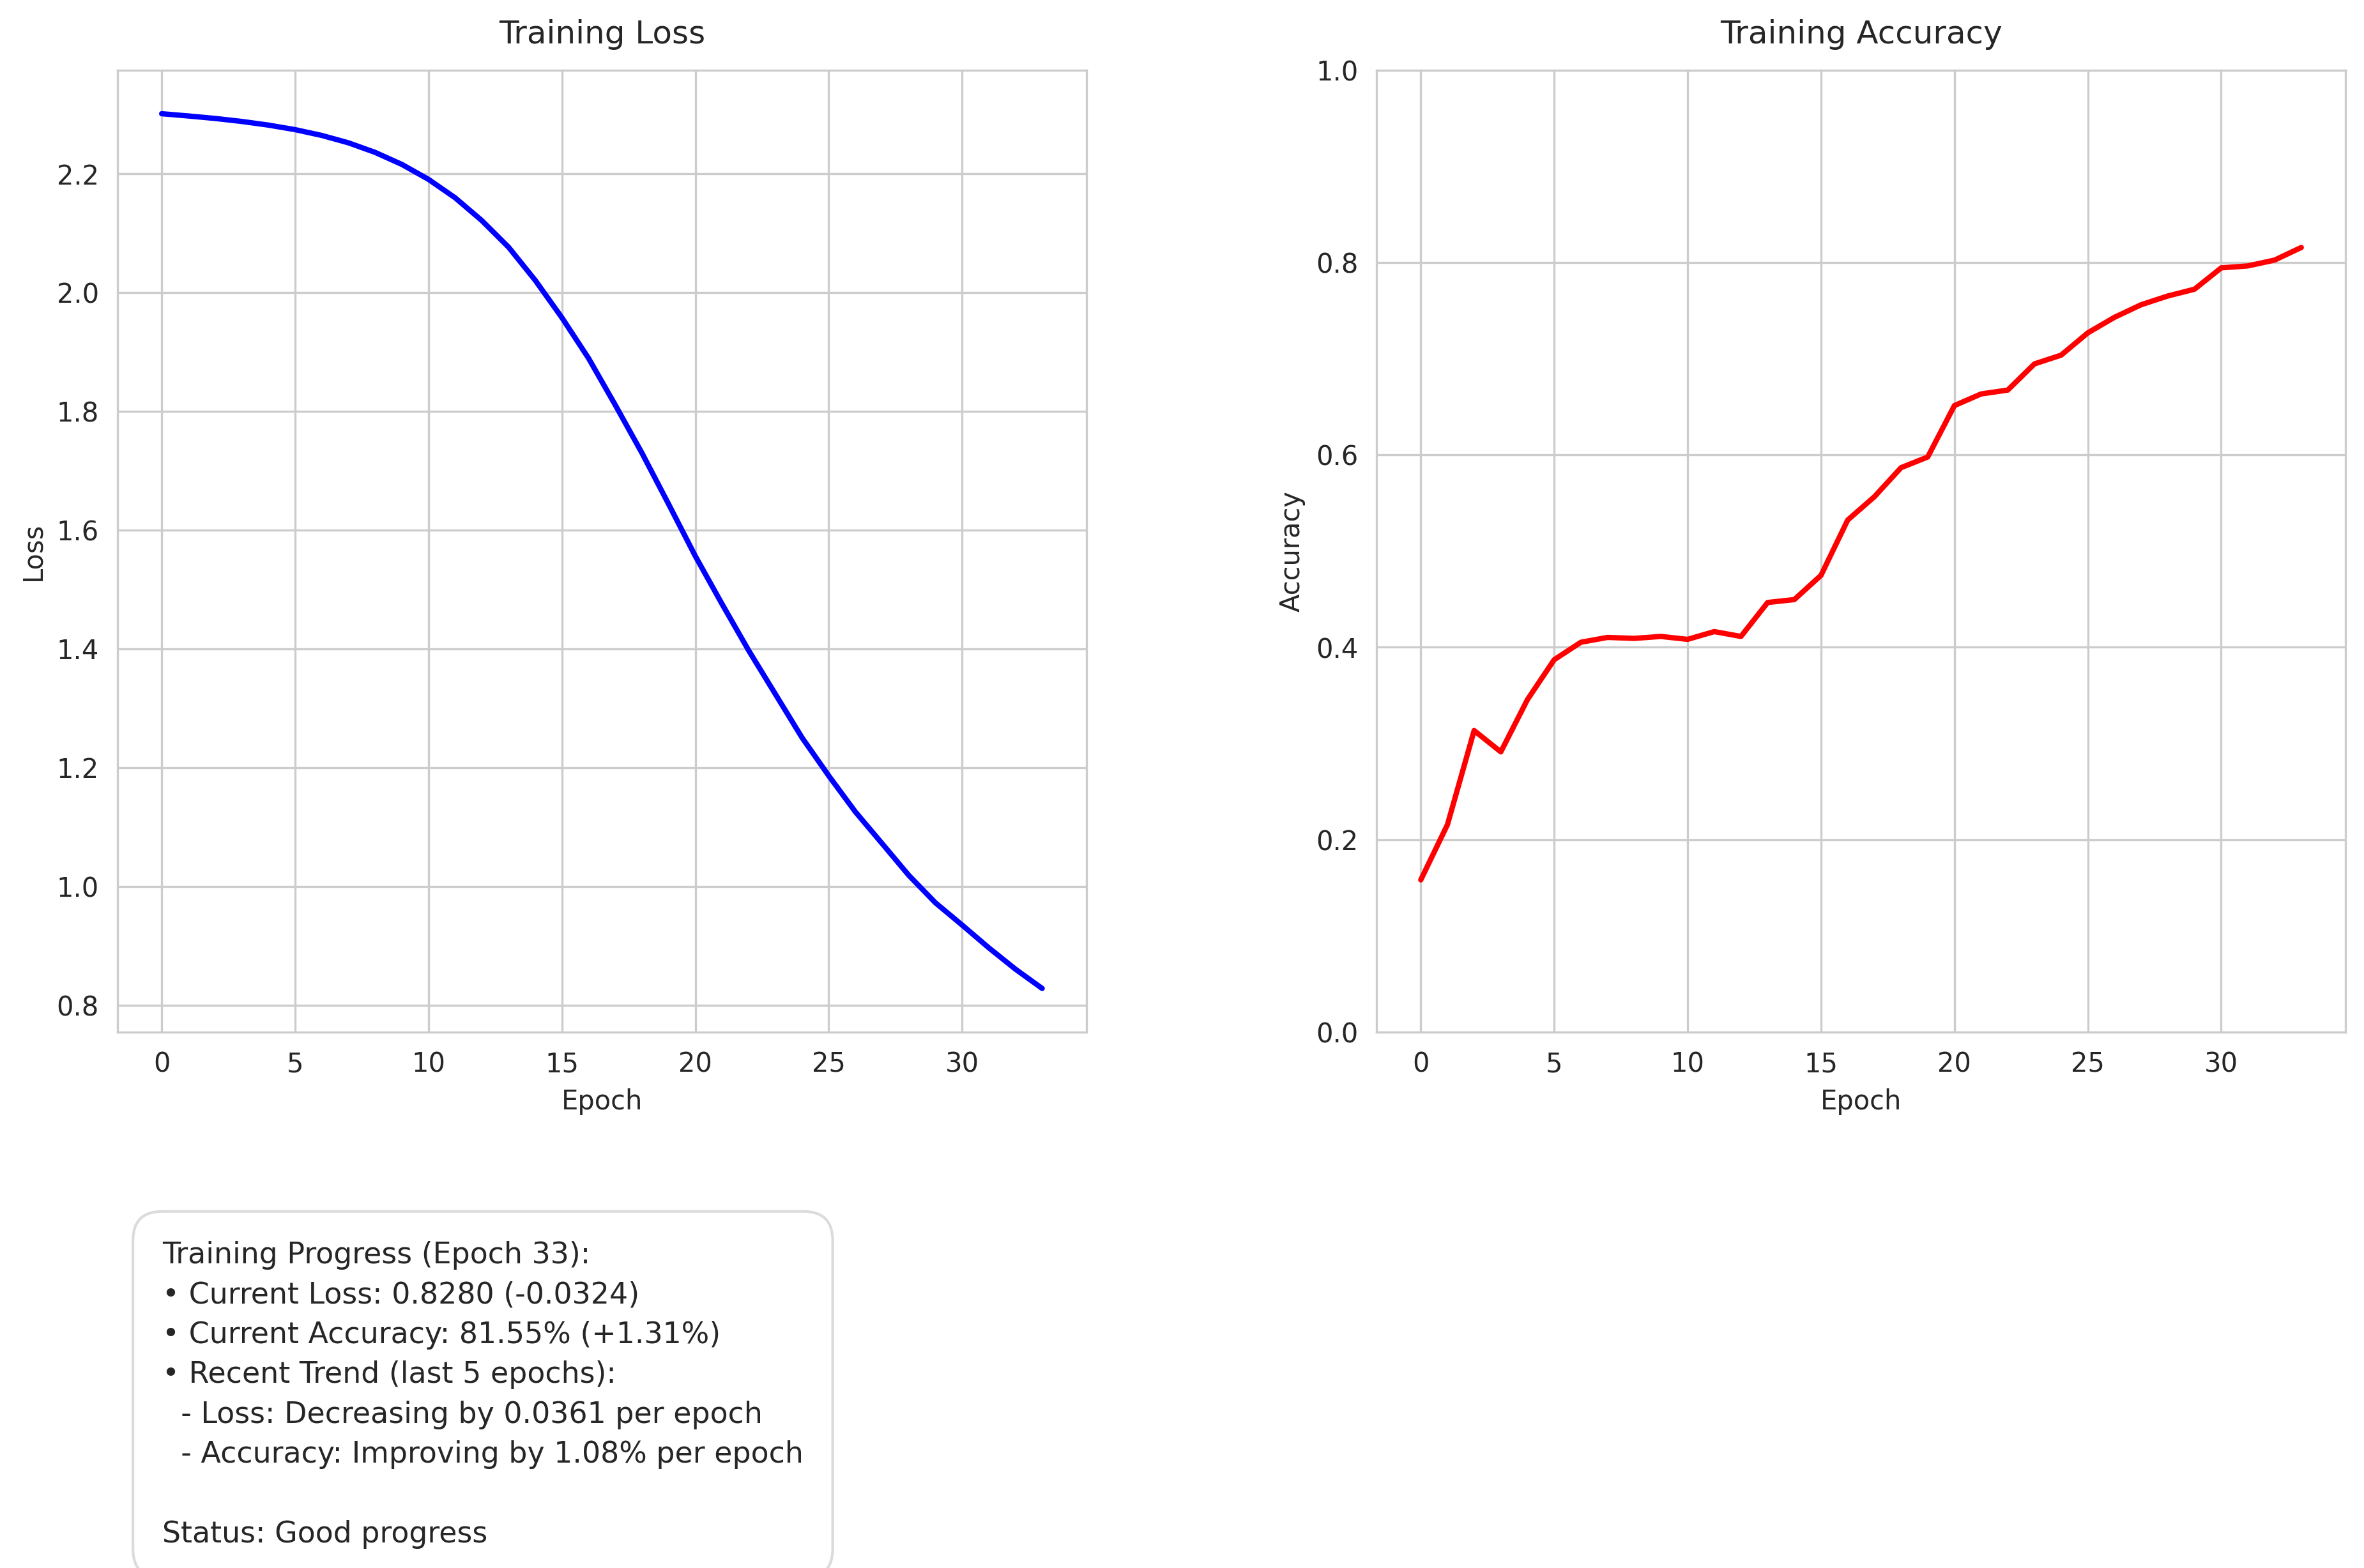 Training Loss
Training Accuracy
2.2
2.0
1.8
1.6
1.4
1.2
1.0
0.8
Loss
0 5 10 15 20 25 30
Epoch
1.0
0.8
0.6
0.4
0.2
0.0
Accuracy
0 5 10 15 20 25 30
Epoch
Training Progress (Epoch 33):
• Current Loss: 0.8280 (-0.0324)
• Current Accuracy: 81.55% (+1.31%)
• Recent Trend (last 5 epochs):
- Loss: Decreasing by 0.0361 per epoch
- Accuracy: Improving by 1.08% per epoch
Status: Good progress